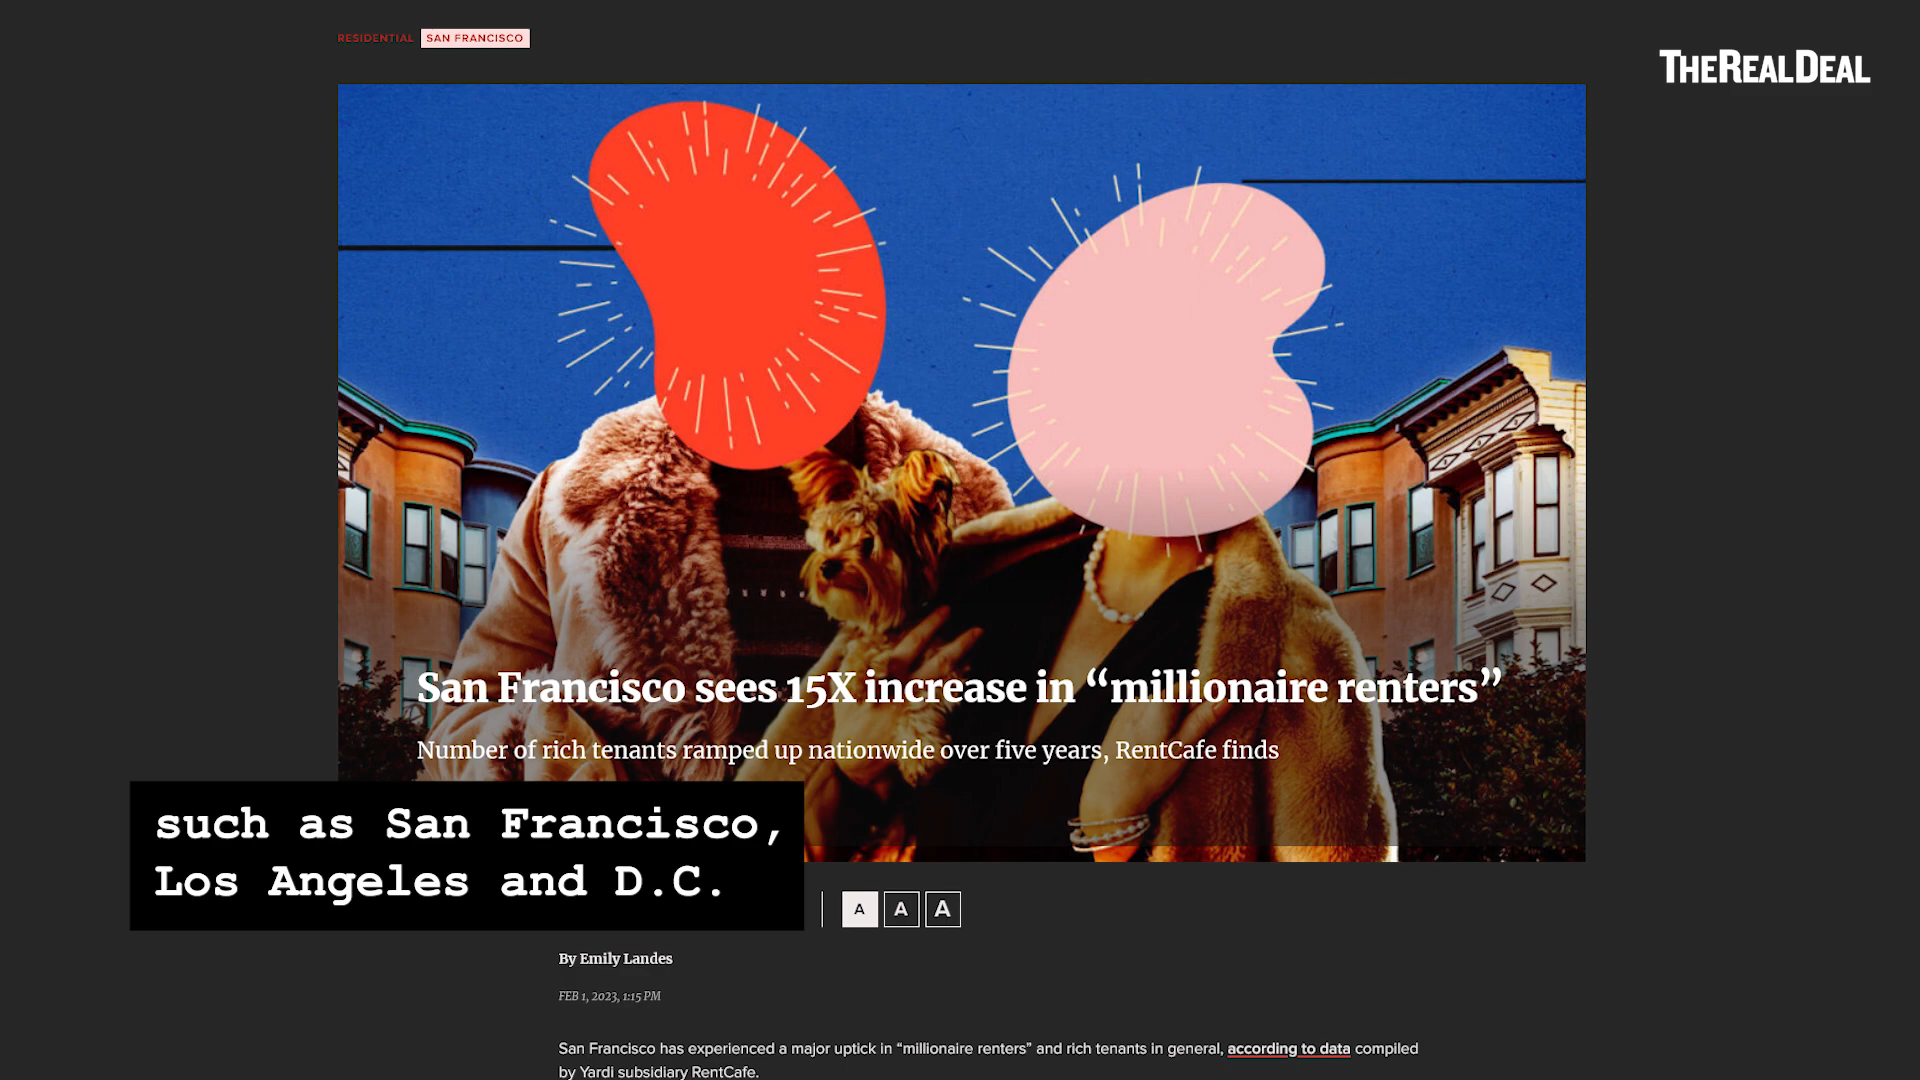 RESIDENTIAL SAN FRANCISCO
THEREALDEAL
San Francisco sees 15X increase in “millionaire renters”
Number of rich tenants ramped up nationwide over five years, RentCafe finds
such as San Francisco,
Los Angeles and D.C.
A A A
By Emily Landes
FEB 1, 2023, 1:15 PM
San Francisco has experienced a major uptick in “millionaire renters” and rich tenants in general, according to data compiled
by Yardi subsidiary RentCafe.